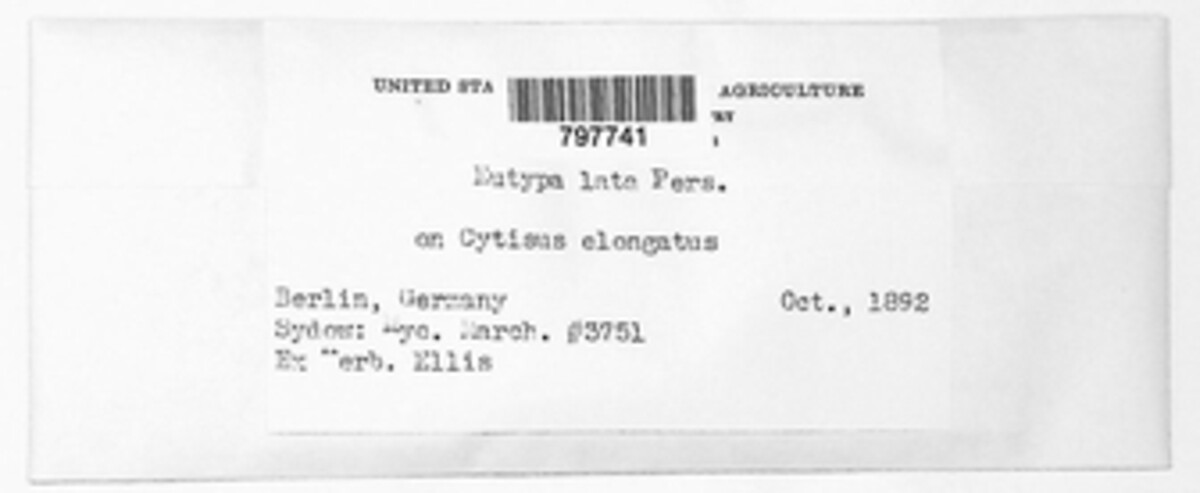 UNITED STA AGRICULTURE
797741
Eutypa lata Pers.
on Cytisus elongatus
Berlin, Germany Oct., 1892
Sydow: Myc. March. #3751
Ex Herb. Ellis